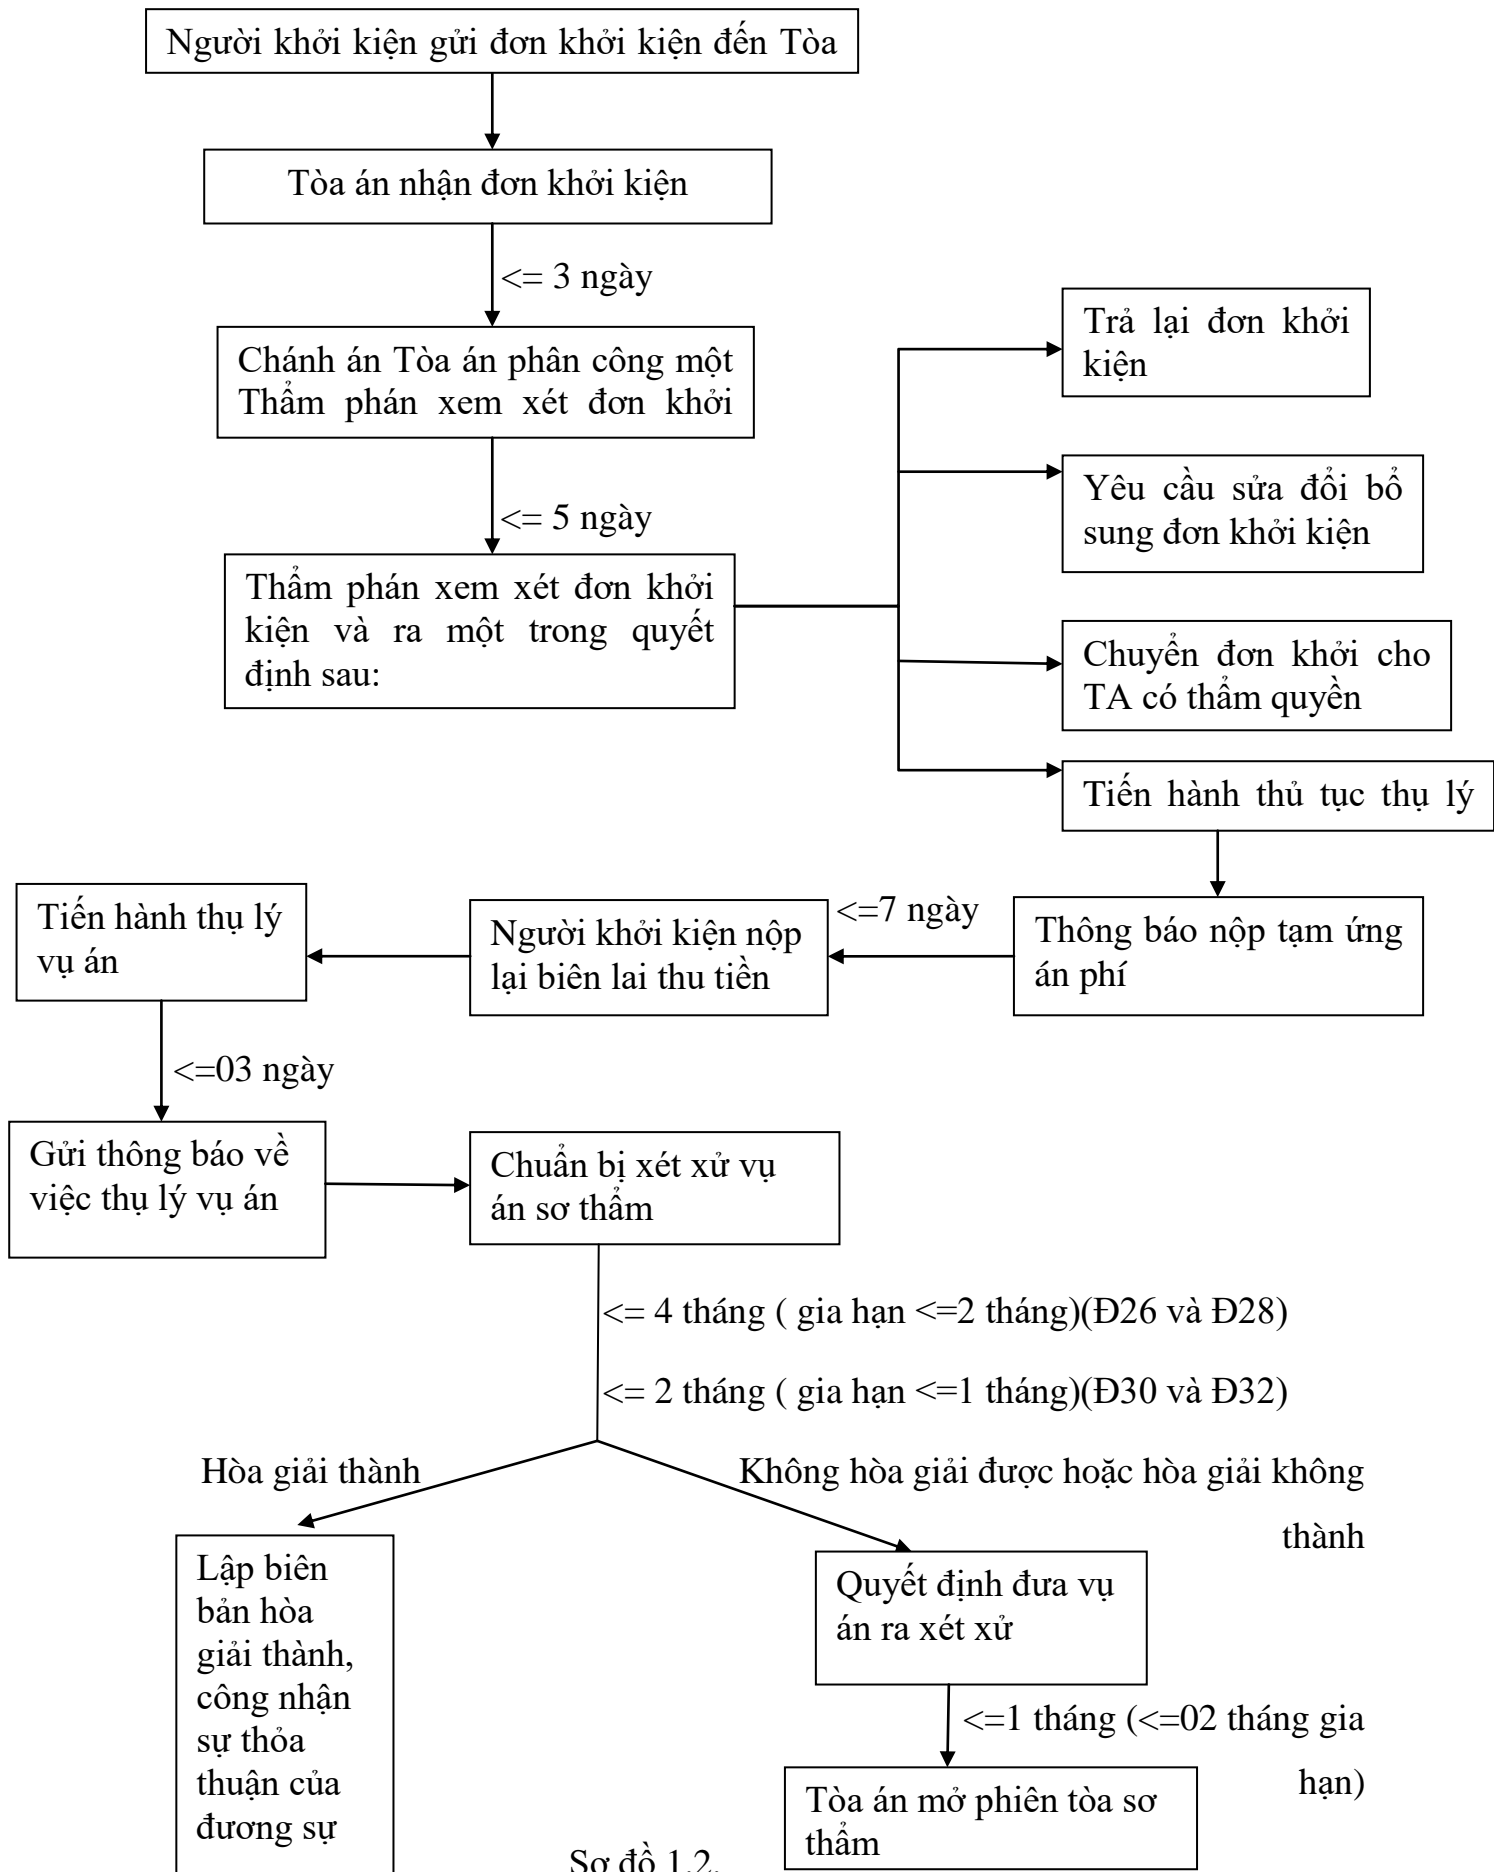 Người khởi kiện gửi đơn khởi kiện đến Tòa
Tòa án nhận đơn khởi kiện
<= 3 ngày
Chánh án Tòa án phân công một
Thẩm phán xem xét đơn khởi
<= 5 ngày
Thẩm phán xem xét đơn khởi
kiện và ra một trong quyết
định sau:
Trả lại đơn khởi
kiện
Yêu cầu sửa đổi bổ
sung đơn khởi kiện
Chuyển đơn khởi cho
TA có thẩm quyền
Tiến hành thủ tục thụ lý
Thông báo nộp tạm ứng
án phí
<=7 ngày
Người khởi kiện nộp
lại biên lai thu tiền
Tiến hành thụ lý
vụ án
<=03 ngày
Gửi thông báo về
việc thụ lý vụ án
Chuẩn bị xét xử vụ
án sơ thẩm
<= 4 tháng ( gia hạn <=2 tháng)(Đ26 và Đ28)
<= 2 tháng ( gia hạn <=1 tháng)(Đ30 và Đ32)
Hòa giải thành
Không hòa giải được hoặc hòa giải không
thành
Lập biên
bản hòa
giải thành,
công nhận
sự thỏa
thuận của
đương sự
Quyết định đưa vụ
án ra xét xử
<=1 tháng (<=02 tháng gia
hạn)
Tòa án mở phiên tòa sơ
thẩm
Sơ đồ 1.2.